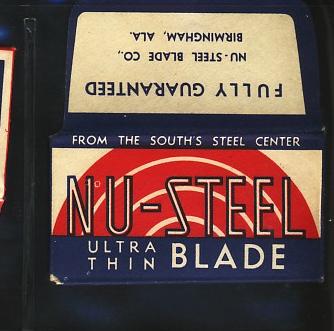 FULLY GUARANTEED
NU-STEEL BLADE CO.,
BIRMINGHAM, ALA.
FROM THE SOUTH'S STEEL CENTER
NU-STEEL
ULTRA THIN BLADE